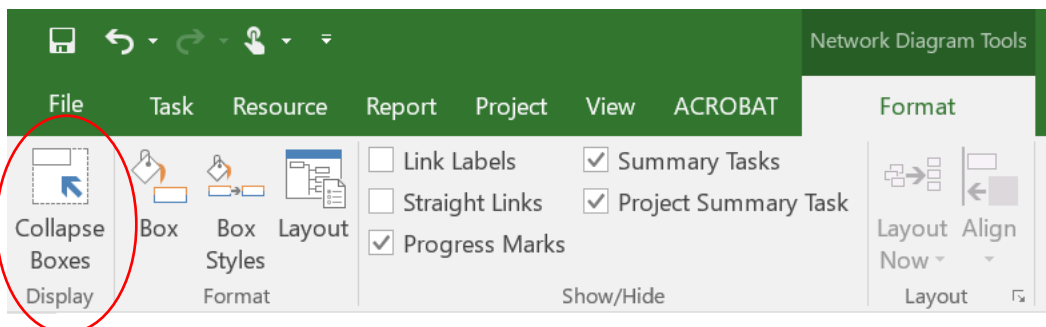 Network Diagram Tools
File Task Resource Report Project View ACROBAT Format
Collapse Boxes
Box
Box Styles
Layout
Link Labels
Straight Links
Progress Marks
Summary Tasks
Project Summary Task
Layout Now
Align
Display
Format
Show/Hide
Layout